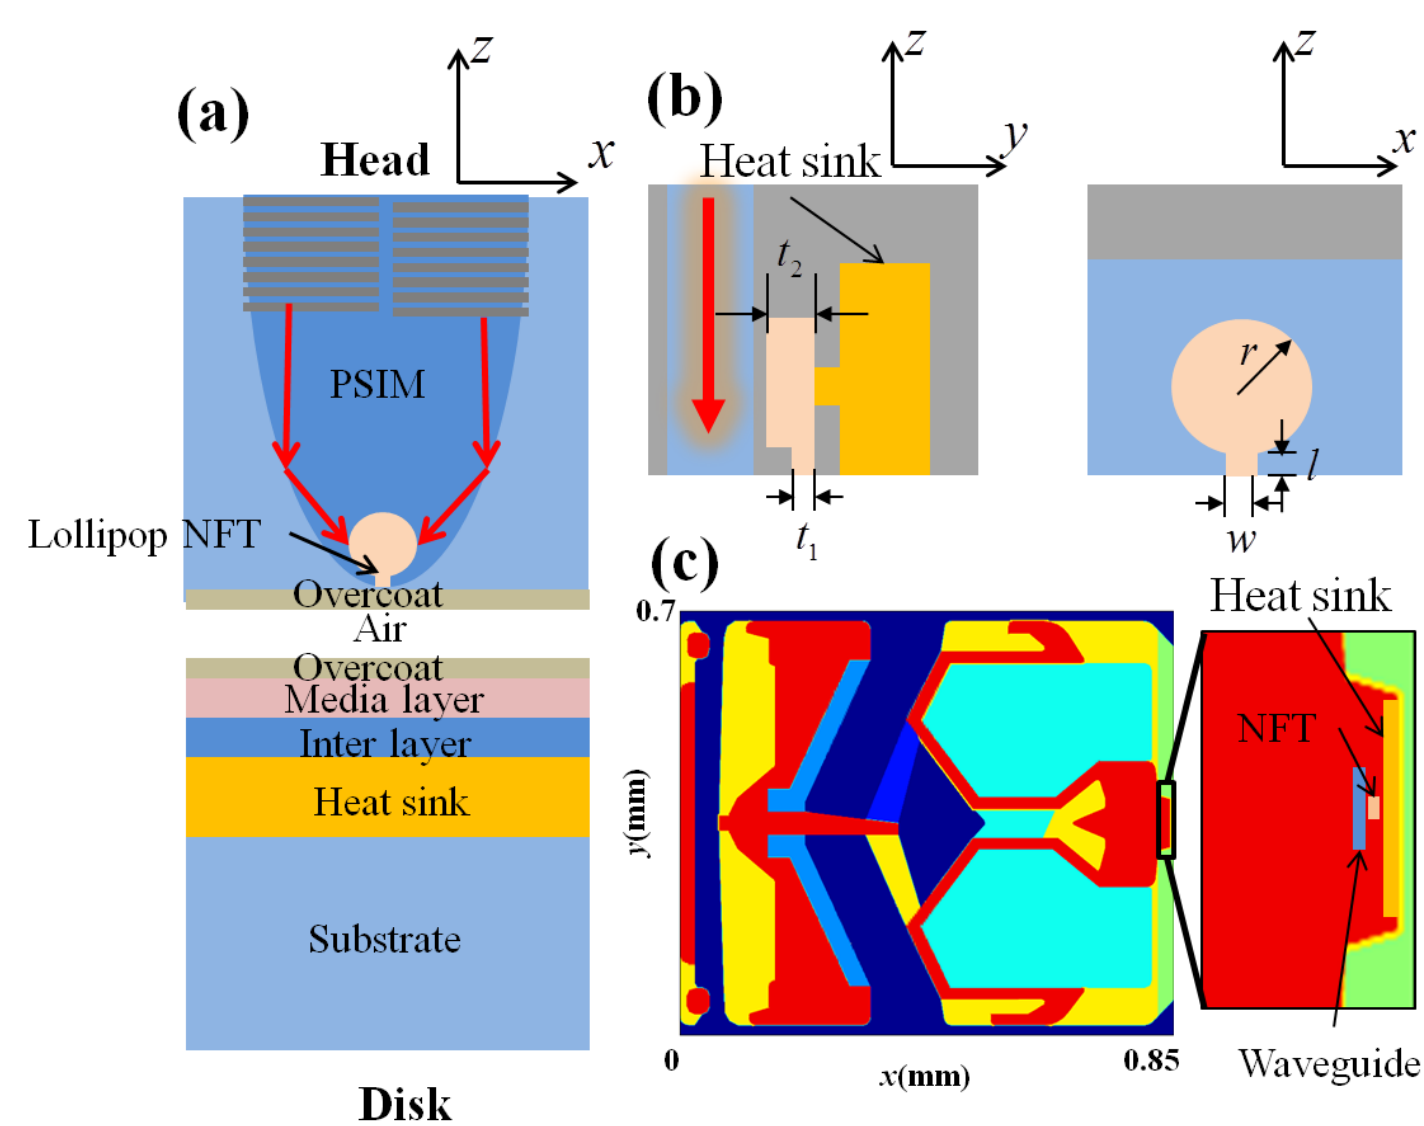 (a)
z
x
Head
PSIM
Lollipop NFT
Overcoat
Air
Overcoat
Media layer
Inter layer
Heat sink
Substrate
Disk
(b)
z
y
Heat sink
t2
t1
z
x
r
l
w
(c)
0.7
y(mm)
0
0.85
x(mm)
Heat sink
NFT
Waveguide